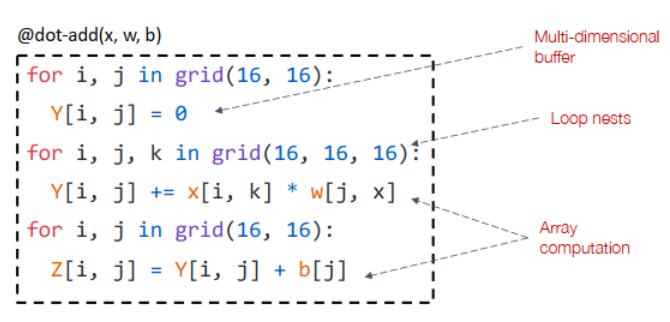 @dot-add(x, w, b)
for i, j in grid(16, 16):
Y[i, j] = 0
for i, j, k in grid(16, 16, 16):
Y[i, j] += x[i, k] * w[j, x]
for i, j in grid(16, 16):
Z[i, j] = Y[i, j] + b[j]
Multi-dimensional
buffer
Loop nests
Array
computation